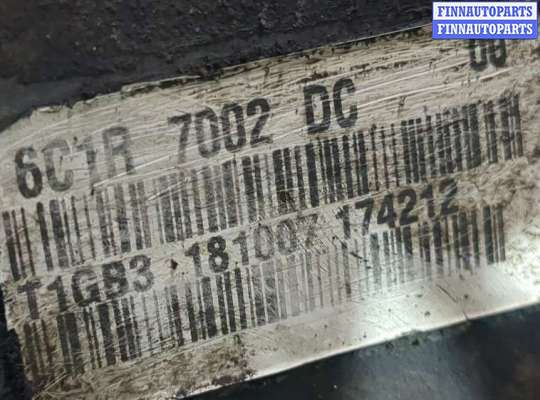 FINNAUTOPARTS
FINNAUTOPARTS
6C1R 7002 DC
T1GB3 181007 174212